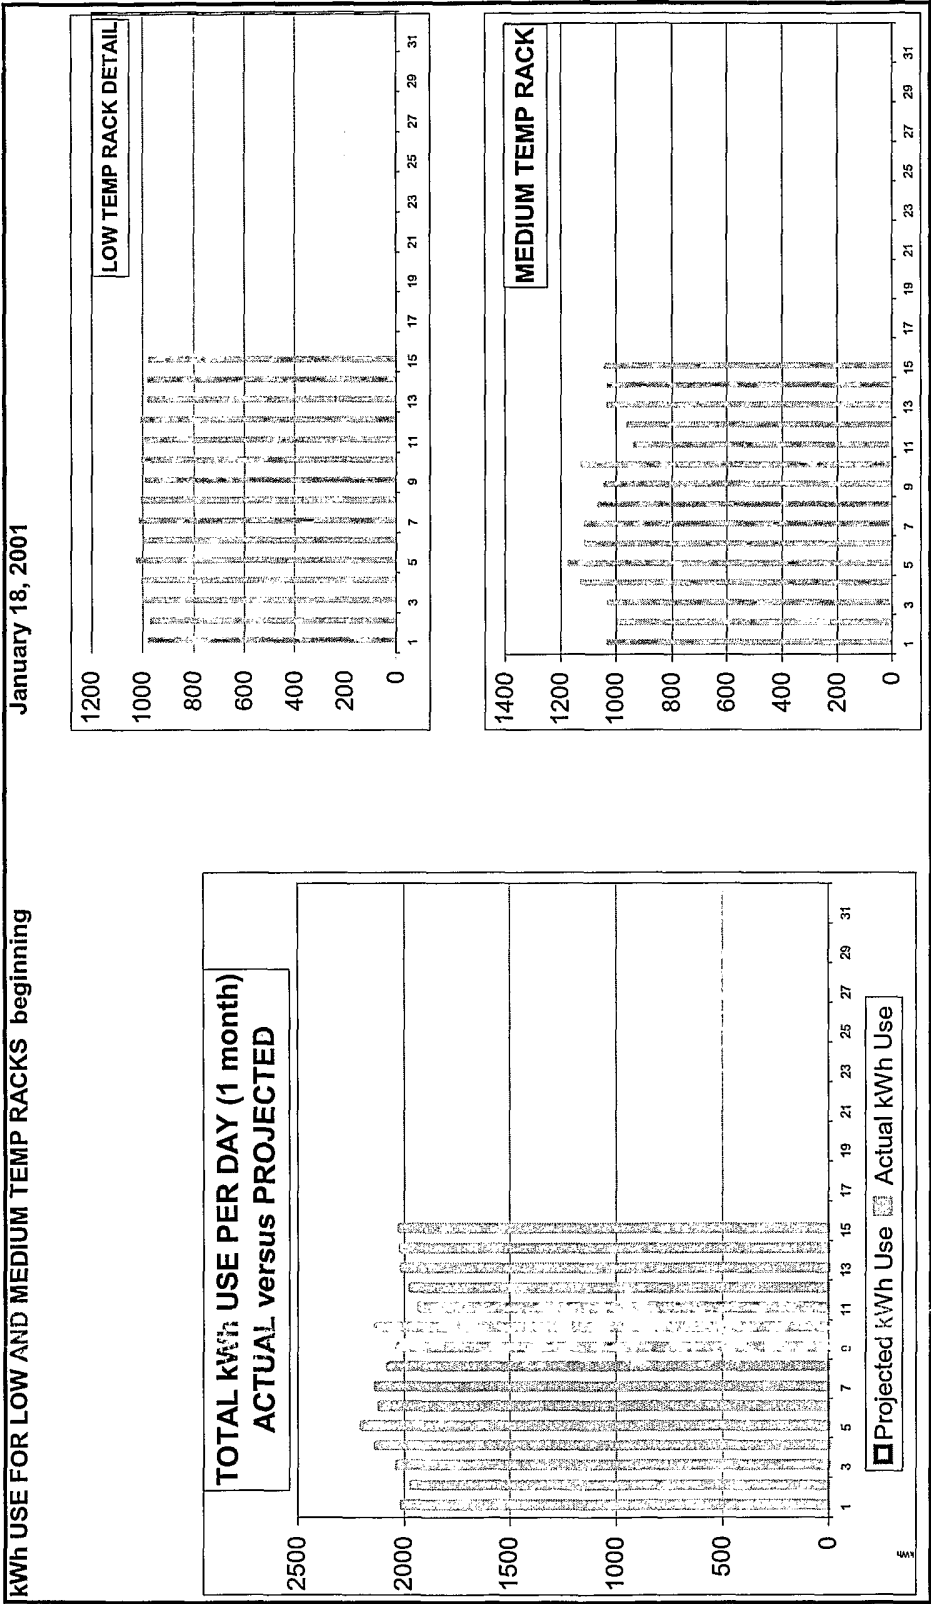 kWh USE FOR LOW AND MEDIUM TEMP RACKS beginning January 18, 2001
TOTAL kWh USE PER DAY (1 month)
ACTUAL versus PROJECTED
2500
2000
1500
1000
500
0
kWh
1 3 5 7 9 11 13 15 17 19 21 23 25 27 29 31
Projected kWh Use Actual kWh Use
LOW TEMP RACK DETAIL
1200
1000
800
600
400
200
0
1 3 5 7 9 11 13 15 17 19 21 23 25 27 29 31
MEDIUM TEMP RACK
1400
1200
1000
800
600
400
200
0
1 3 5 7 9 11 13 15 17 19 21 23 25 27 29 31